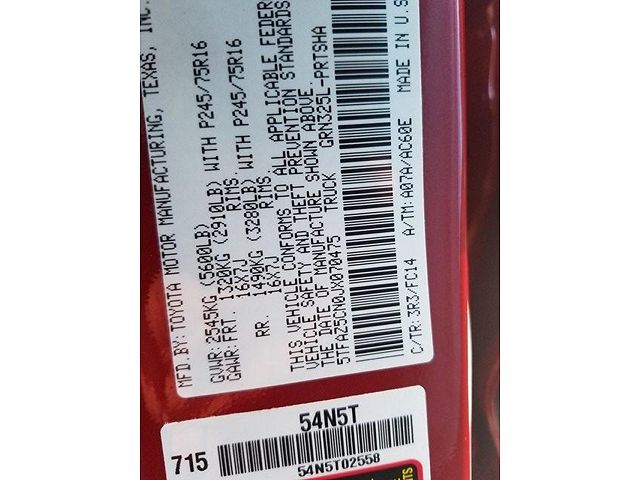 MFD.BY:TOYOTA MOTOR MANUFACTURING, TEXAS, INC.
GVWR:2545KG (5600LB)
GAWR:FRT. 1320KG (2910LB) WITH P245/75R16
16X7J RIMS.
RR. 1490KG (3280LB) WITH P245/75R16
16X7J RIMS.
THIS VEHICLE CONFORMS TO ALL APPLICABLE FEDER
VEHICLE SAFETY AND THEFT PREVENTION STANDARDS
THE DATE OF MANUFACTURE SHOWN ABOVE.
5TFAZ5CN0JX070475 TRUCK GRN325L-PRTSHA
C/TR:3R3/FC14 A/TM:A07A/AC60E MADE IN U.S
54N5T
715
54N5T02558